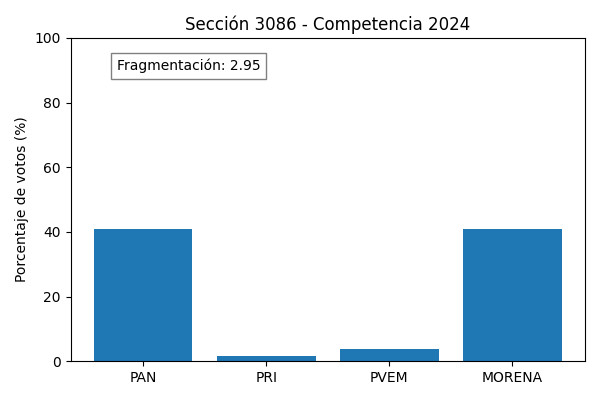 Sección 3086 - Competencia 2024
Fragmentación: 2.95
Porcentaje de votos (%)
100
80
60
40
20
0
PAN PRI PVEM MORENA